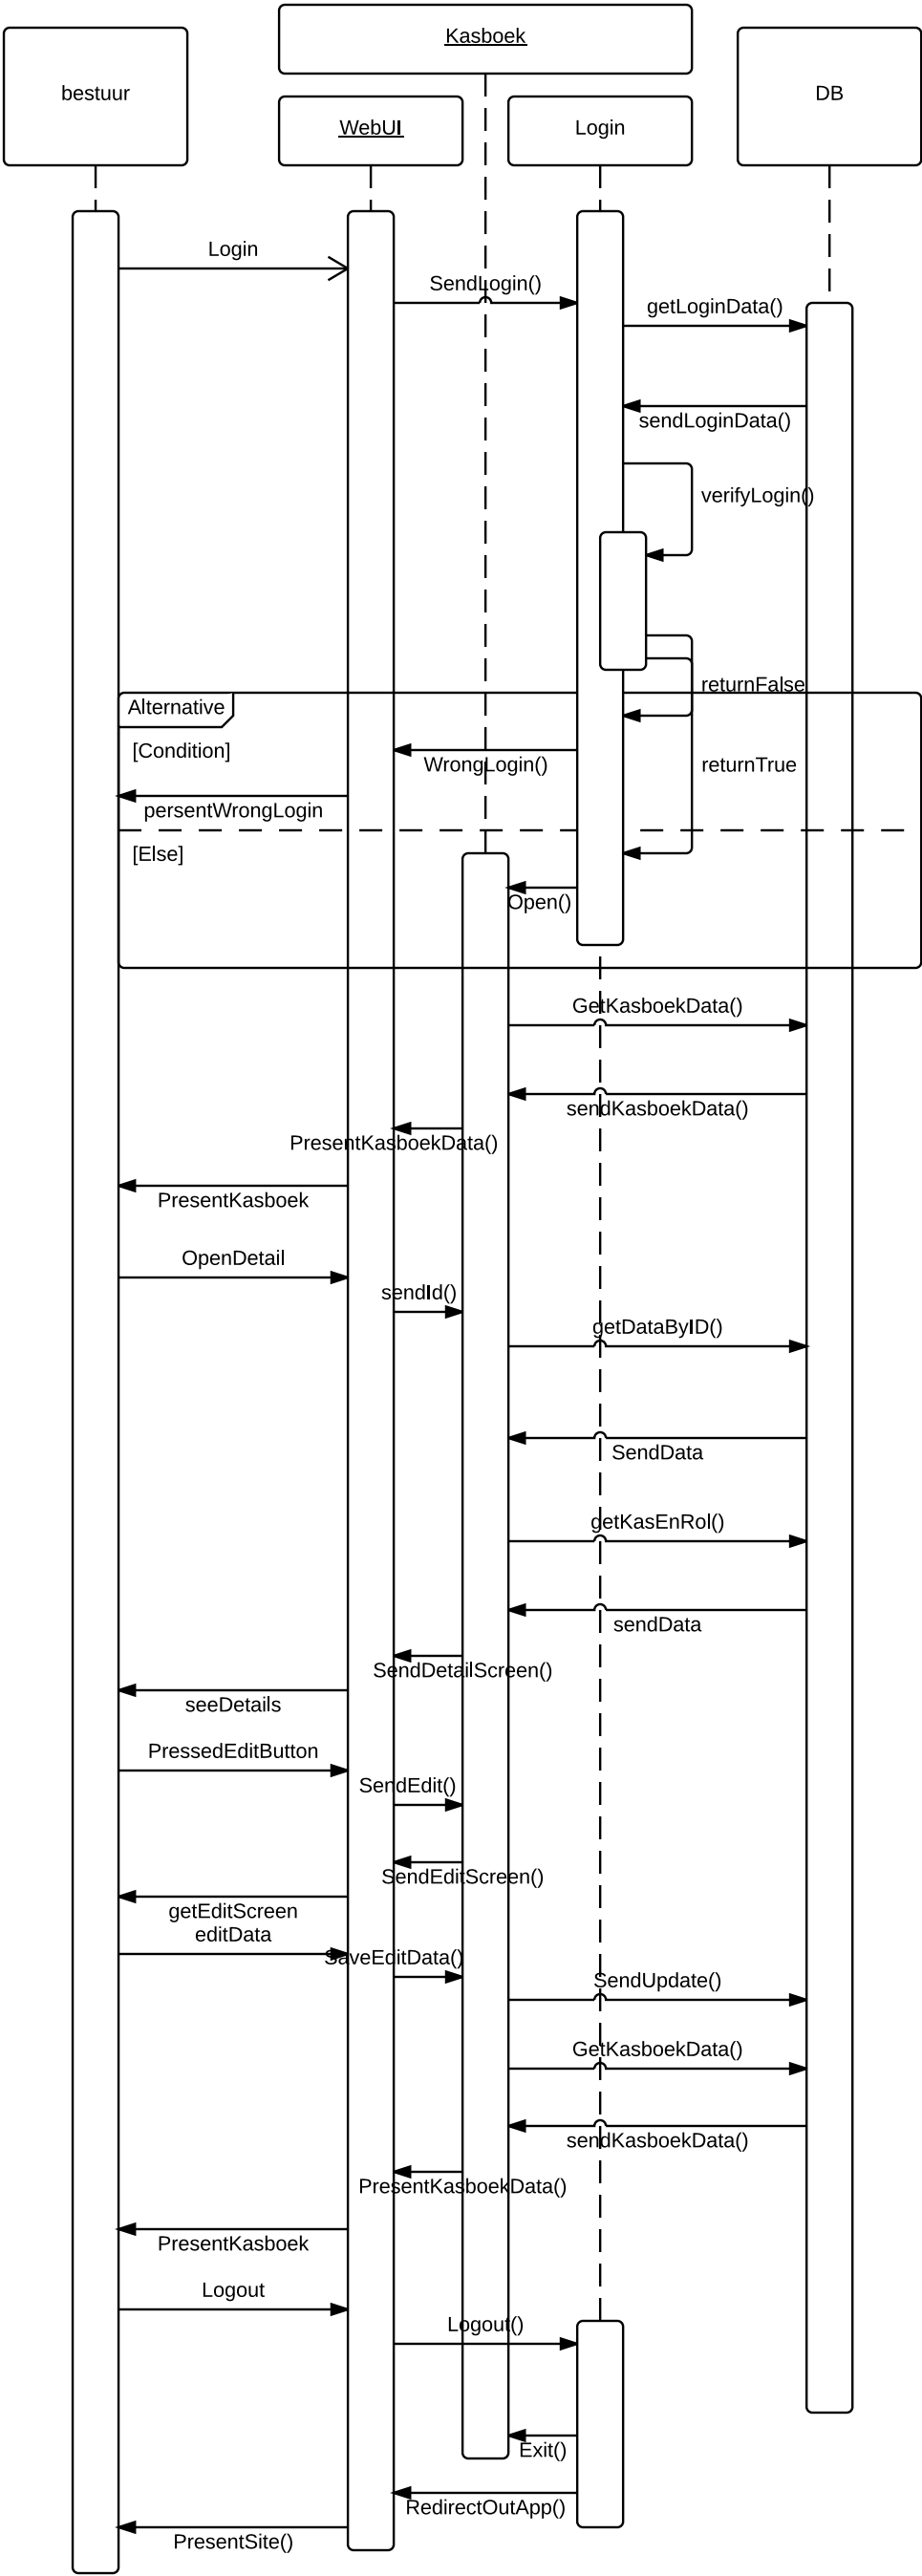 Kasboek
bestuur
DB
WebUI
Login
Login
SendLogin()
getLoginData()
sendLoginData()
verifyLogin()
returnFalse
Alternative
[Condition]
WrongLogin()
returnTrue
persentWrongLogin
[Else]
Open()
GetKasboekData()
sendKasboekData()
PresentKasboekData()
PresentKasboek
OpenDetail
sendId()
getDataByID()
SendData
getKasEnRol()
sendData
SendDetailScreen()
seeDetails
PressedEditButton
SendEdit()
SendEditScreen()
getEditScreen
editData
SaveEditData()
SendUpdate()
GetKasboekData()
sendKasboekData()
PresentKasboekData()
PresentKasboek
Logout
Logout()
Exit()
RedirectOutApp()
PresentSite()